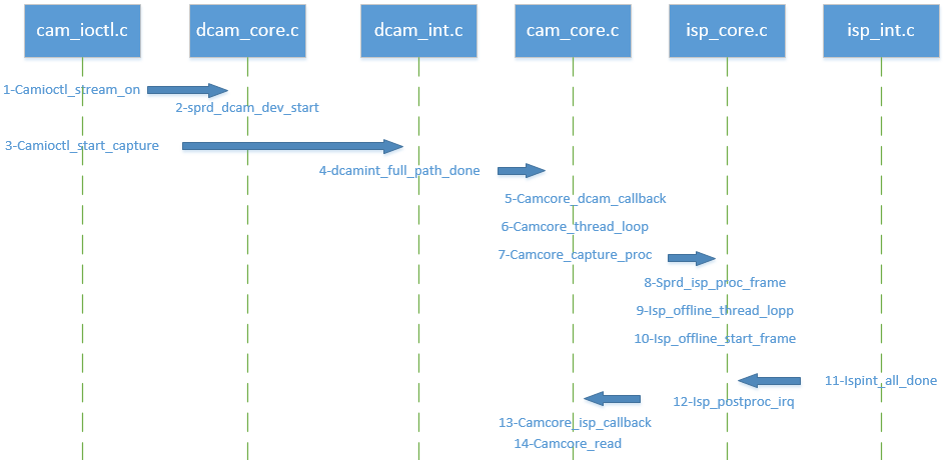 cam_ioctl.c dcam_core.c dcam_int.c cam_core.c isp_core.c isp_int.c
1-Camioctl_stream_on
2-sprd_dcam_dev_start
3-Camioctl_start_capture
4-dcamint_full_path_done
5-Camcore_dcam_callback
6-Camcore_thread_loop
7-Camcore_capture_proc
8-Sprd_isp_proc_frame
9-Isp_offline_thread_lopp
10-Isp_offline_start_frame
11-Ispint_all_done
12-Isp_postproc_irq
13-Camcore_isp_callback
14-Camcore_read